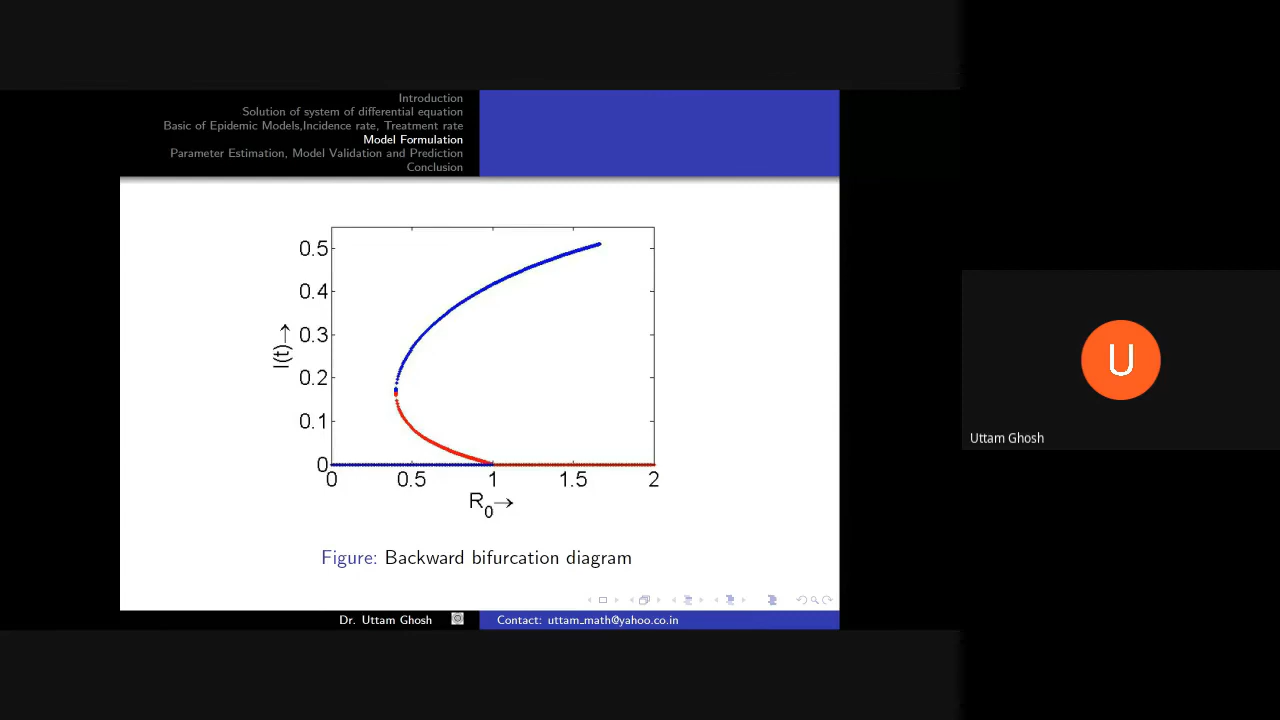 Introduction
Solution of system of differential equation
Basic of Epidemic Models,Incidence rate, Treatment rate
Model Formulation
Parameter Estimation, Model Validation and Prediction
Conclusion
0.5
0.4
0.3
0.2
0.1
0
I(t)→
0 0.5 1 1.5 2
R₀→
Figure: Backward bifurcation diagram
Dr. Uttam Ghosh
Contact: uttam_math@yahoo.co.in
U
Uttam Ghosh